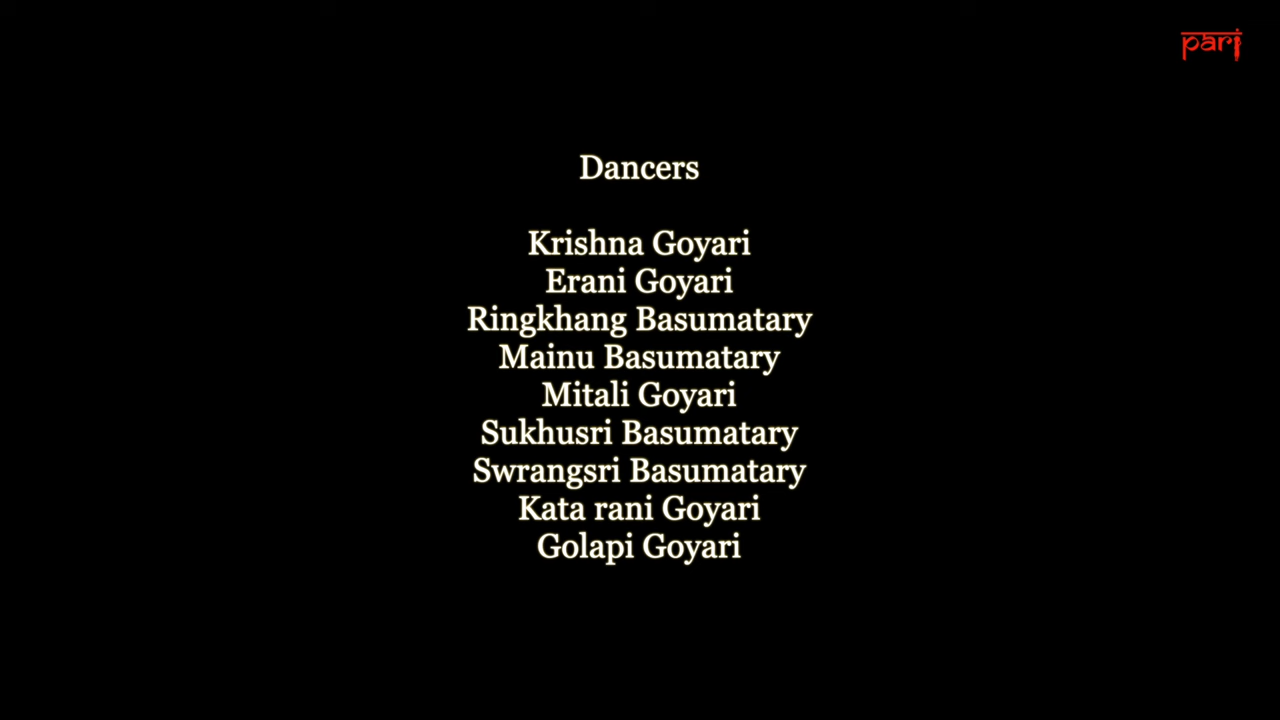 pari
Dancers
Krishna Goyari
Erani Goyari
Ringkhang Basumatary
Mainu Basumatary
Mitali Goyari
Sukhusri Basumatary
Swrangsri Basumatary
Kata rani Goyari
Golapi Goyari